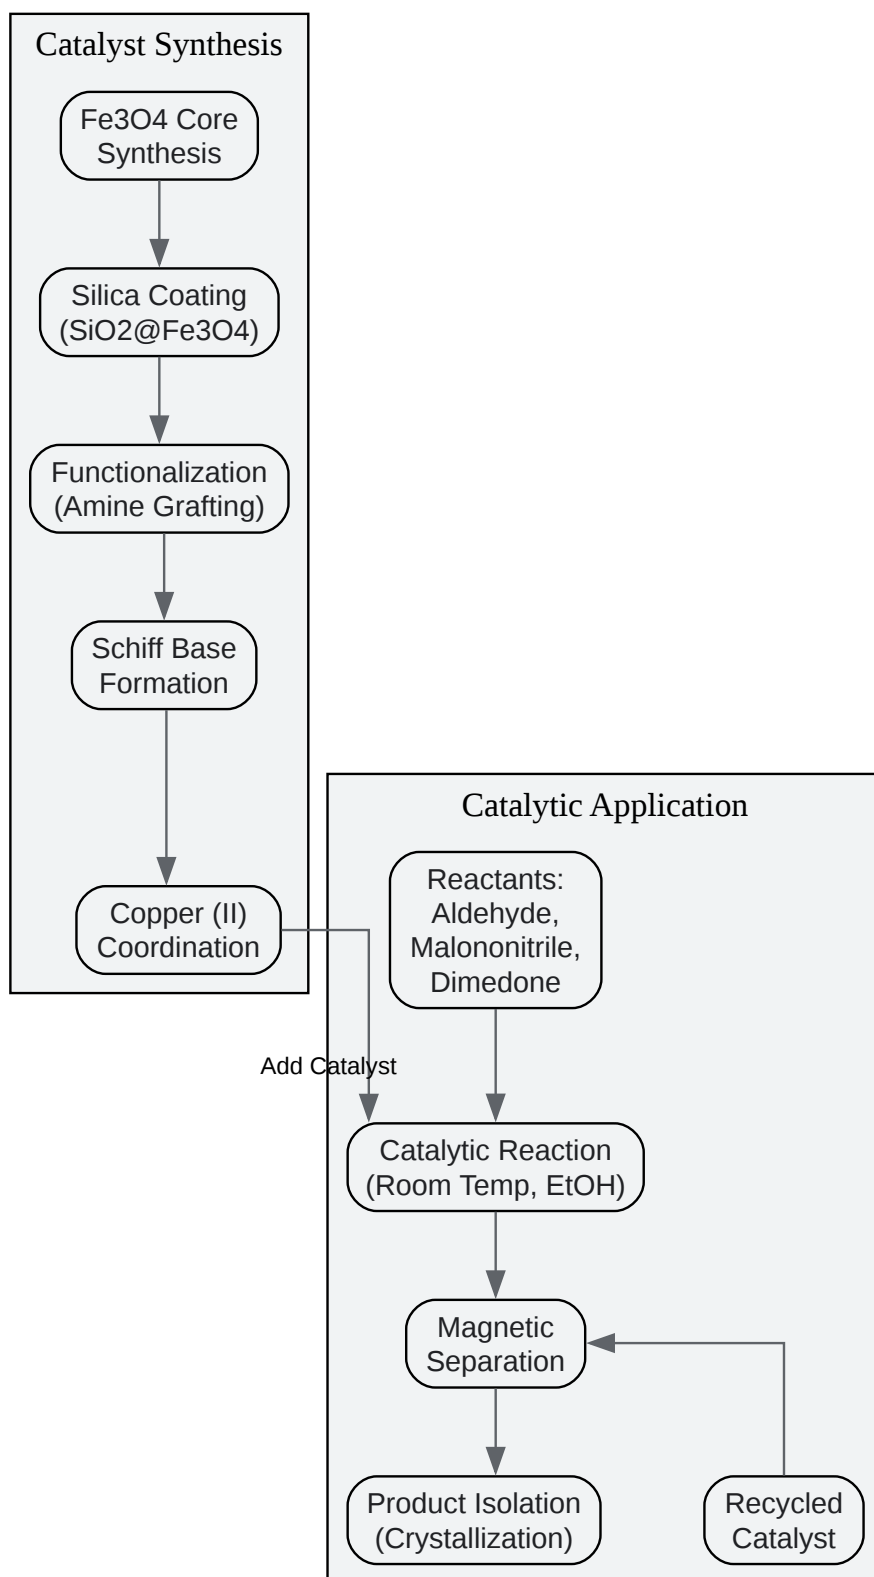 Catalyst Synthesis
Fe3O4 Core
Synthesis
Silica Coating
(SiO2@Fe3O4)
Functionalization
(Amine Grafting)
Schiff Base
Formation
Copper (II)
Coordination
Add Catalyst
Catalytic Application
Reactants:
Aldehyde,
Malononitrile,
Dimedone
Catalytic Reaction
(Room Temp, EtOH)
Magnetic
Separation
Product Isolation
(Crystallization)
Recycled
Catalyst